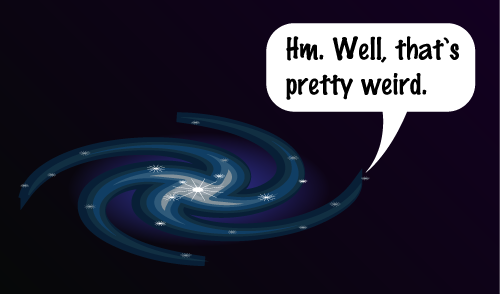 Hm. Well, that's
pretty weird.